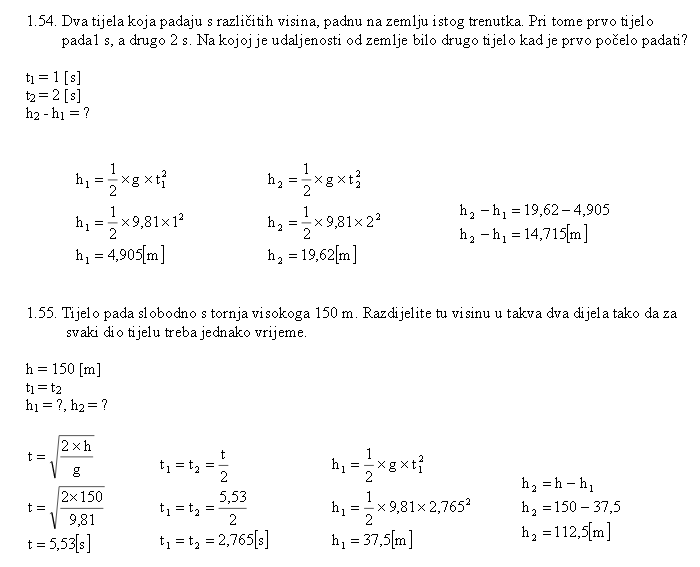 1.54. Dva tijela koja padaju s različitih visina, padnu na zemlju istog trenutka. Pri tome prvo tijelo
pada1 s, a drugo 2 s. Na kojoj je udaljenosti od zemlje bilo drugo tijelo kad je prvo počelo padati?
t₁ = 1 [s]
t₂ = 2 [s]
h₂ - h₁ = ?
h₁ = 1/2 × g × t₁²
h₁ = 1/2 × 9,81 × 1²
h₁ = 4,905[m]
h₂ = 1/2 × g × t₂²
h₂ = 1/2 × 9,81 × 2²
h₂ = 19,62[m]
h₂ − h₁ = 19,62 − 4,905
h₂ − h₁ = 14,715[m]
1.55. Tijelo pada slobodno s tornja visokoga 150 m. Razdijelite tu visinu u takva dva dijela tako da za
svaki dio tijelu treba jednako vrijeme.
h = 150 [m]
t₁ = t₂
h₁ = ?, h₂ = ?
t = √(2 × h / g)
t = √(2×150 / 9,81)
t = 5,53[s]
t₁ = t₂ = t/2
t₁ = t₂ = 5,53/2
t₁ = t₂ = 2,765[s]
h₁ = 1/2 × g × t₁²
h₁ = 1/2 × 9,81 × 2,765²
h₁ = 37,5[m]
h₂ = h − h₁
h₂ = 150 − 37,5
h₂ = 112,5[m]